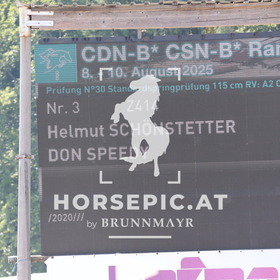 CDN-B* CSN-B* Rai
8. - 10. August 2025
Prüfung N°30 Standardspringprüfung 115 cm RV: A2 O
Nr. 3 Z414
Helmut SCHÖNSTETTER
DON SPEED
HORSEPIC.AT
/2020/// by BRUNNMAYR